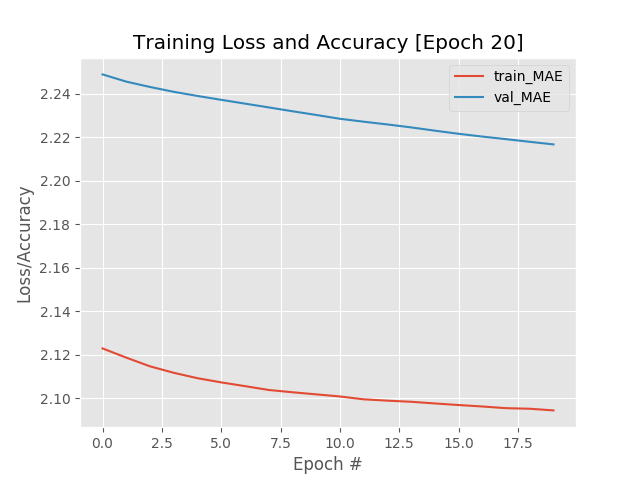 Training Loss and Accuracy [Epoch 20]
train_MAE
val_MAE
Loss/Accuracy
2.24
2.22
2.20
2.18
2.16
2.14
2.12
2.10
0.0 2.5 5.0 7.5 10.0 12.5 15.0 17.5
Epoch #